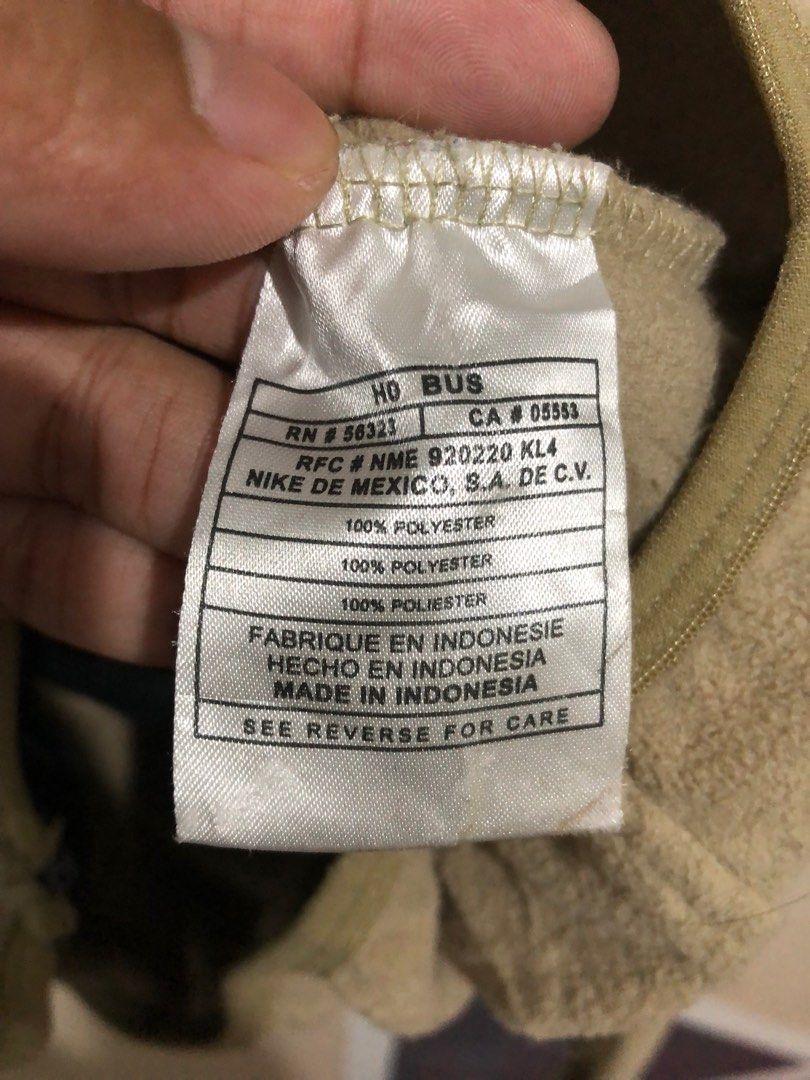 HO BUS
RN # 56323 CA # 05553
RFC # NME 920220 KL4
NIKE DE MEXICO, S.A. DE C.V.
100% POLYESTER
100% POLYESTER
100% POLIESTER
FABRIQUE EN INDONESIE
HECHO EN INDONESIA
MADE IN INDONESIA
SEE REVERSE FOR CARE